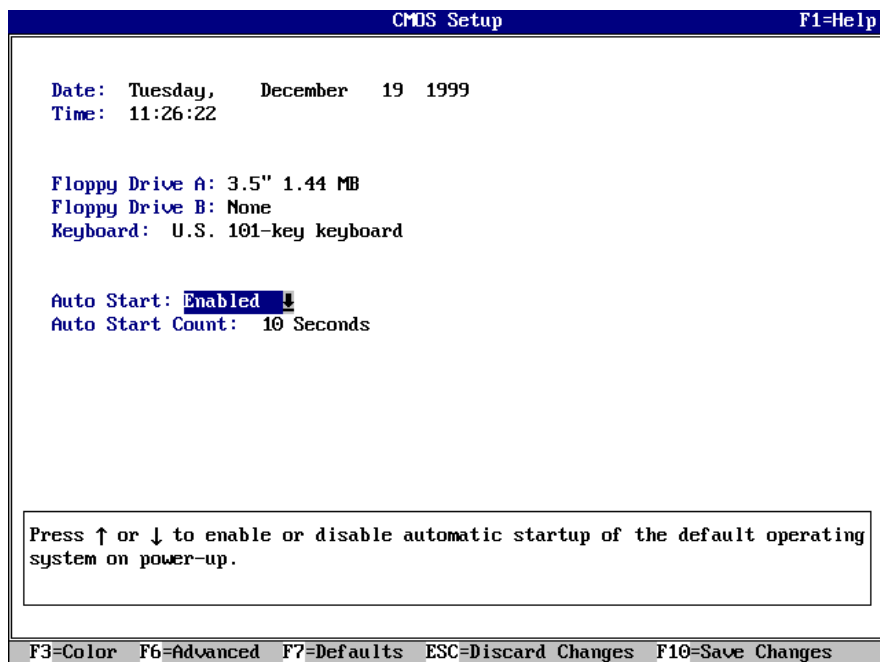 CMOS Setup F1=Help
Date: Tuesday, December 19 1999
Time: 11:26:22
Floppy Drive A: 3.5" 1.44 MB
Floppy Drive B: None
Keyboard: U.S. 101-key keyboard
Auto Start: Enabled ↓
Auto Start Count: 10 Seconds
Press ↑ or ↓ to enable or disable automatic startup of the default operating
system on power-up.
F3=Color F6=Advanced F7=Defaults ESC=Discard Changes F10=Save Changes